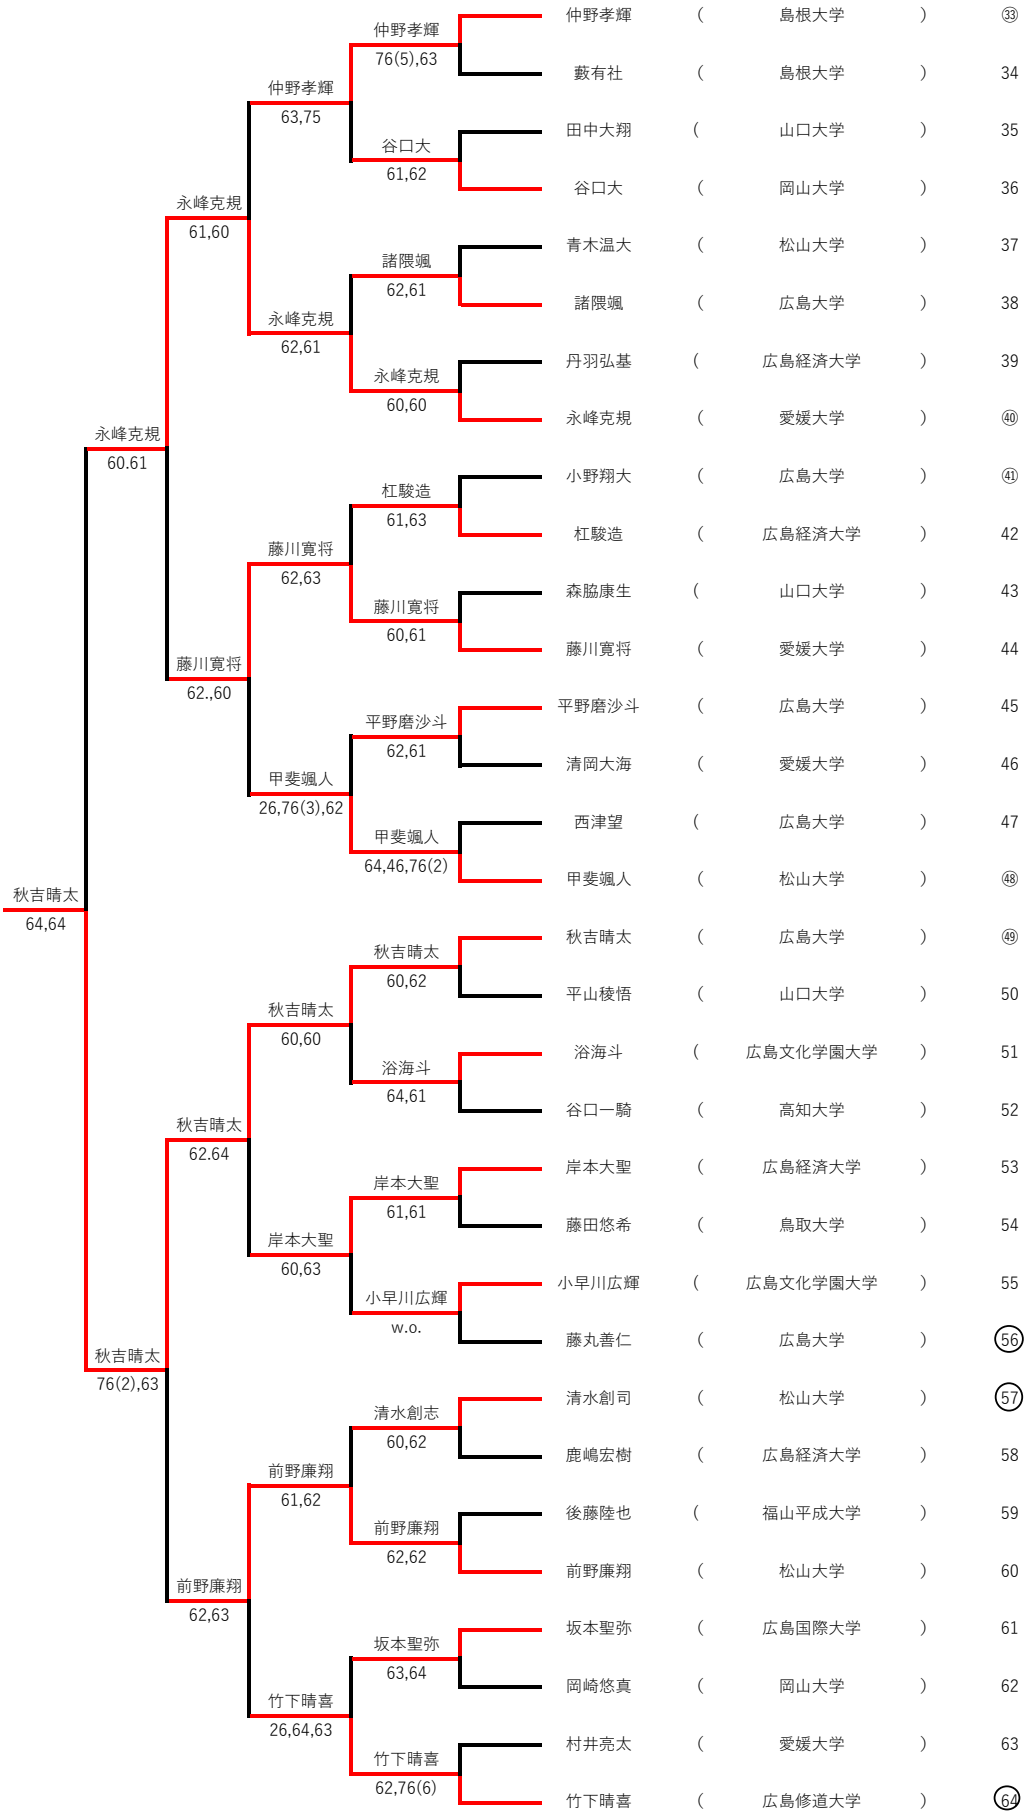 仲野孝輝 ( 島根大学 ) ㉝
仲野孝輝
76(5),63
藪有社 ( 島根大学 ) 34
仲野孝輝
63,75
田中大翔 ( 山口大学 ) 35
谷口大
61,62
谷口大 ( 岡山大学 ) 36
永峰克規
61,60
青木温大 ( 松山大学 ) 37
諸隈颯
62,61
諸隈颯 ( 広島大学 ) 38
永峰克規
62,61
丹羽弘基 ( 広島経済大学 ) 39
永峰克規
60,60
永峰克規 ( 愛媛大学 ) ㊵
永峰克規
60.61
小野翔大 ( 広島大学 ) ㊶
杠駿造
61,63
杠駿造 ( 広島経済大学 ) 42
藤川寛将
62,63
森脇康生 ( 山口大学 ) 43
藤川寛将
60,61
藤川寛将 ( 愛媛大学 ) 44
藤川寛将
62.,60
平野磨沙斗 ( 広島大学 ) 45
平野磨沙斗
62,61
清岡大海 ( 愛媛大学 ) 46
甲斐颯人
26,76(3),62
西津望 ( 広島大学 ) 47
甲斐颯人
64,46,76(2)
甲斐颯人 ( 松山大学 ) ㊽
秋吉晴太
64,64
秋吉晴太 ( 広島大学 ) ㊾
秋吉晴太
60,62
平山稜悟 ( 山口大学 ) 50
秋吉晴太
60,60
浴海斗 ( 広島文化学園大学 ) 51
浴海斗
64,61
谷口一騎 ( 高知大学 ) 52
秋吉晴太
62.64
岸本大聖 ( 広島経済大学 ) 53
岸本大聖
61,61
藤田悠希 ( 鳥取大学 ) 54
岸本大聖
60,63
小早川広輝 ( 広島文化学園大学 ) 55
小早川広輝
w.o.
藤丸善仁 ( 広島大学 ) 56
秋吉晴太
76(2),63
清水創司 ( 松山大学 ) 57
清水創志
60,62
鹿嶋宏樹 ( 広島経済大学 ) 58
前野廉翔
61,62
後藤陸也 ( 福山平成大学 ) 59
前野廉翔
62,62
前野廉翔 ( 松山大学 ) 60
前野廉翔
62,63
坂本聖弥 ( 広島国際大学 ) 61
坂本聖弥
63,64
岡崎悠真 ( 岡山大学 ) 62
竹下晴喜
26,64,63
村井亮太 ( 愛媛大学 ) 63
竹下晴喜
62,76(6)
竹下晴喜 ( 広島修道大学 ) 64